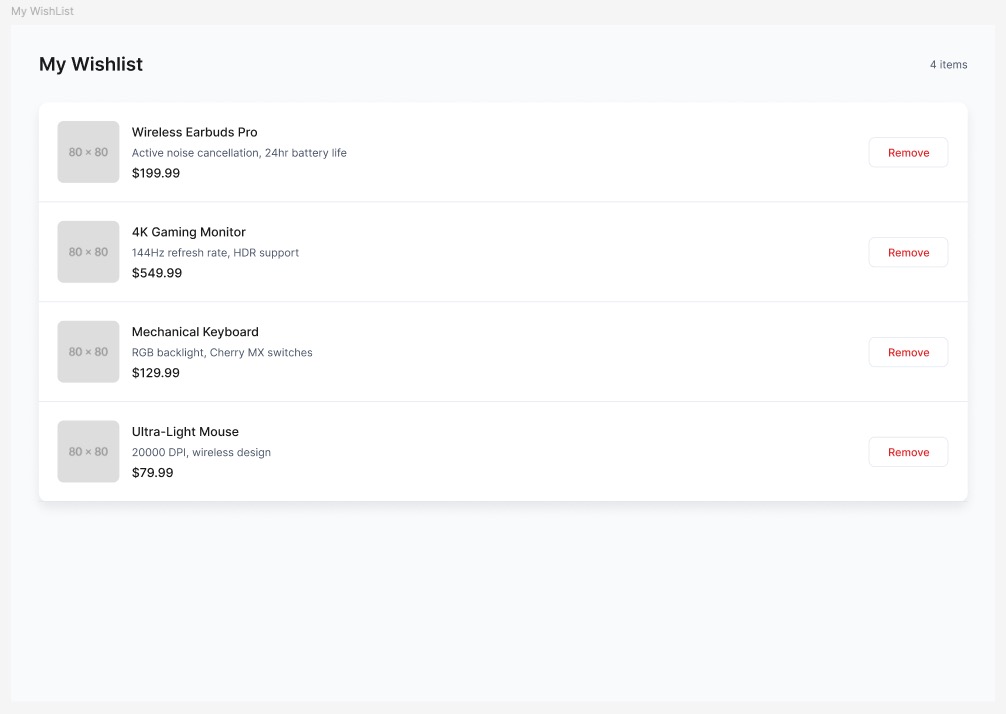 My WishList
My Wishlist
4 items
80 × 80
Wireless Earbuds Pro
Active noise cancellation, 24hr battery life
$199.99
Remove
80 × 80
4K Gaming Monitor
144Hz refresh rate, HDR support
$549.99
Remove
80 × 80
Mechanical Keyboard
RGB backlight, Cherry MX switches
$129.99
Remove
80 × 80
Ultra-Light Mouse
20000 DPI, wireless design
$79.99
Remove